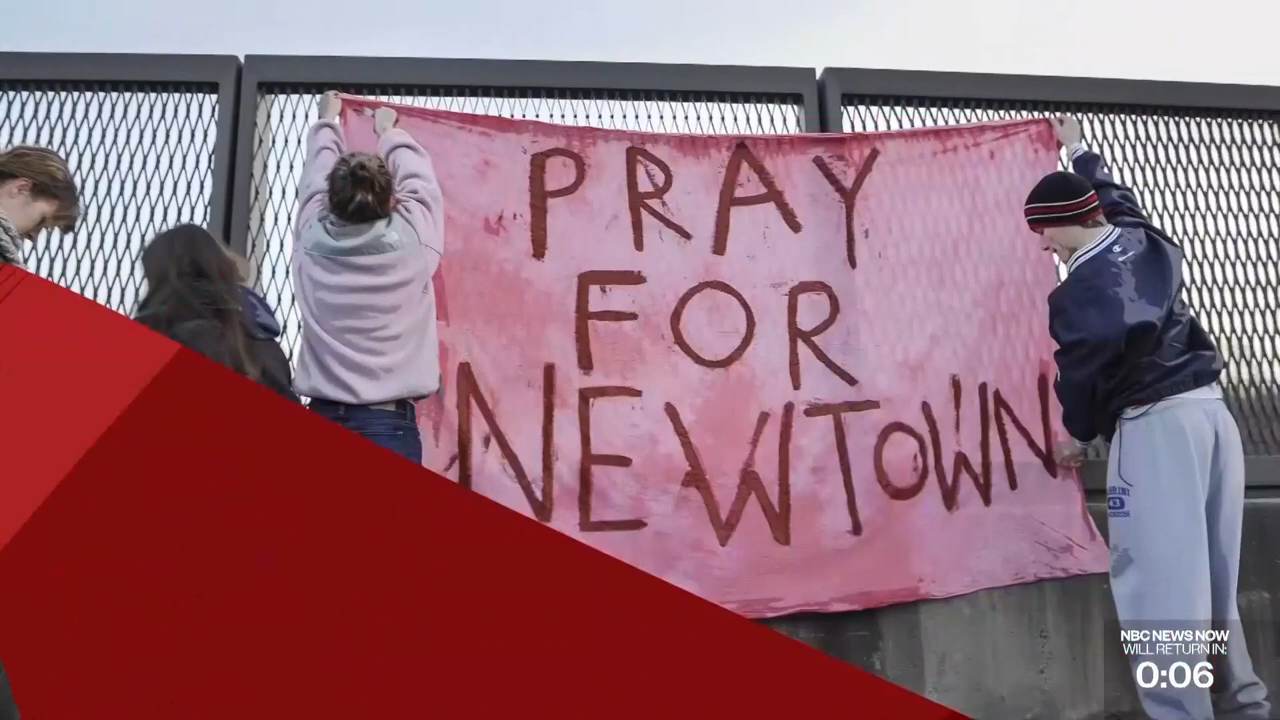 PRAY
FOR
NEWTOWN
NBC NEWS NOW
WILL RETURN IN:
0:06